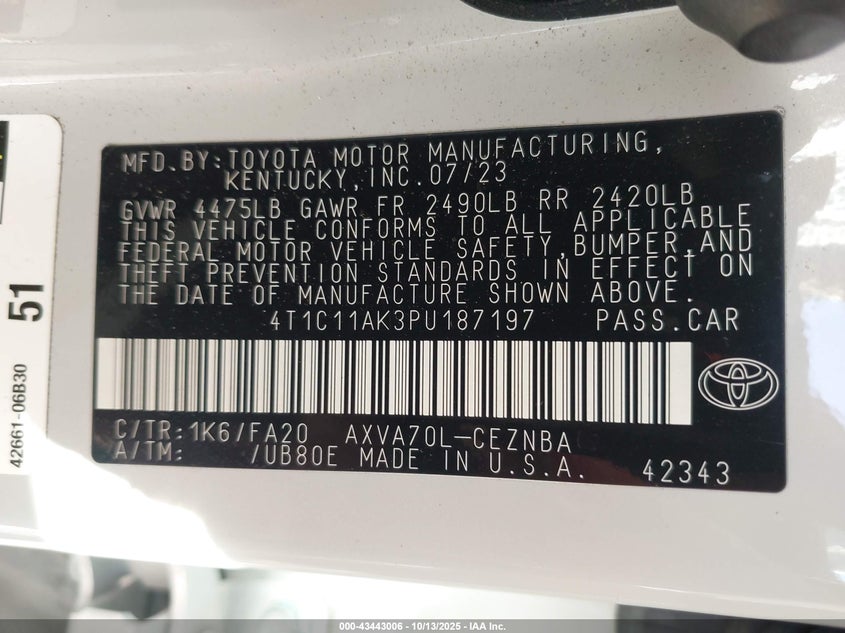 MFD.BY:TOYOTA MOTOR MANUFACTURING,
KENTUCKY,INC.07/23
GVWR 4475LB GAWR FR 2490LB RR 2420LB
THIS VEHICLE CONFORMS TO ALL APPLICABLE
FEDERAL MOTOR VEHICLE SAFETY,BUMPER,AND
THEFT PREVENTION STANDARDS IN EFFECT ON
THE DATE OF MANUFACTURE SHOWN ABOVE.
4T1C11AK3PU187197 PASS.CAR
C/TR:1K6/FA20 AXVA70L-CEZNBA
A/TM: /UB80E MADE IN U.S.A. 42343
51
42661-06B30
000-43443006 - 10/13/2025 - IAA Inc.